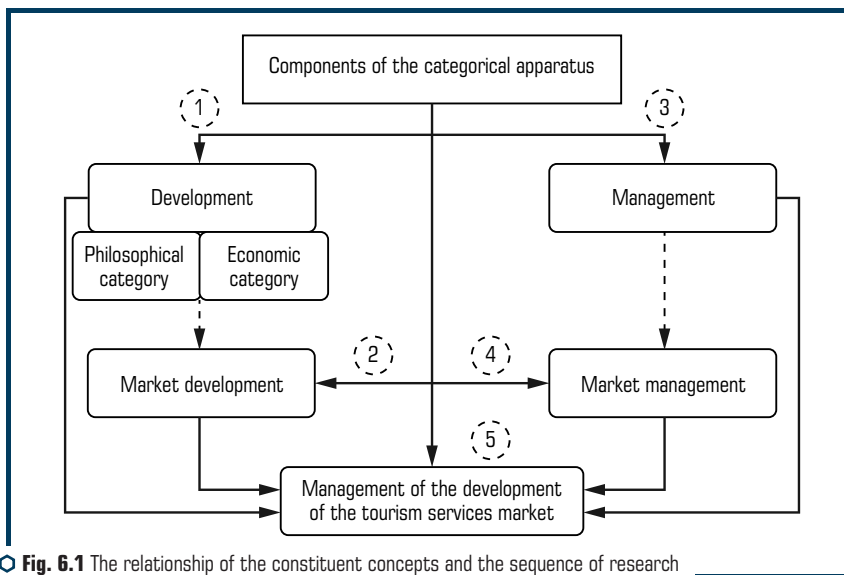 Components of the categorical apparatus
1
3
Development
Management
Philosophical
category
Economic
category
2
4
Market development
Market management
5
Management of the development
of the tourism services market
Fig. 6.1 The relationship of the constituent concepts and the sequence of research